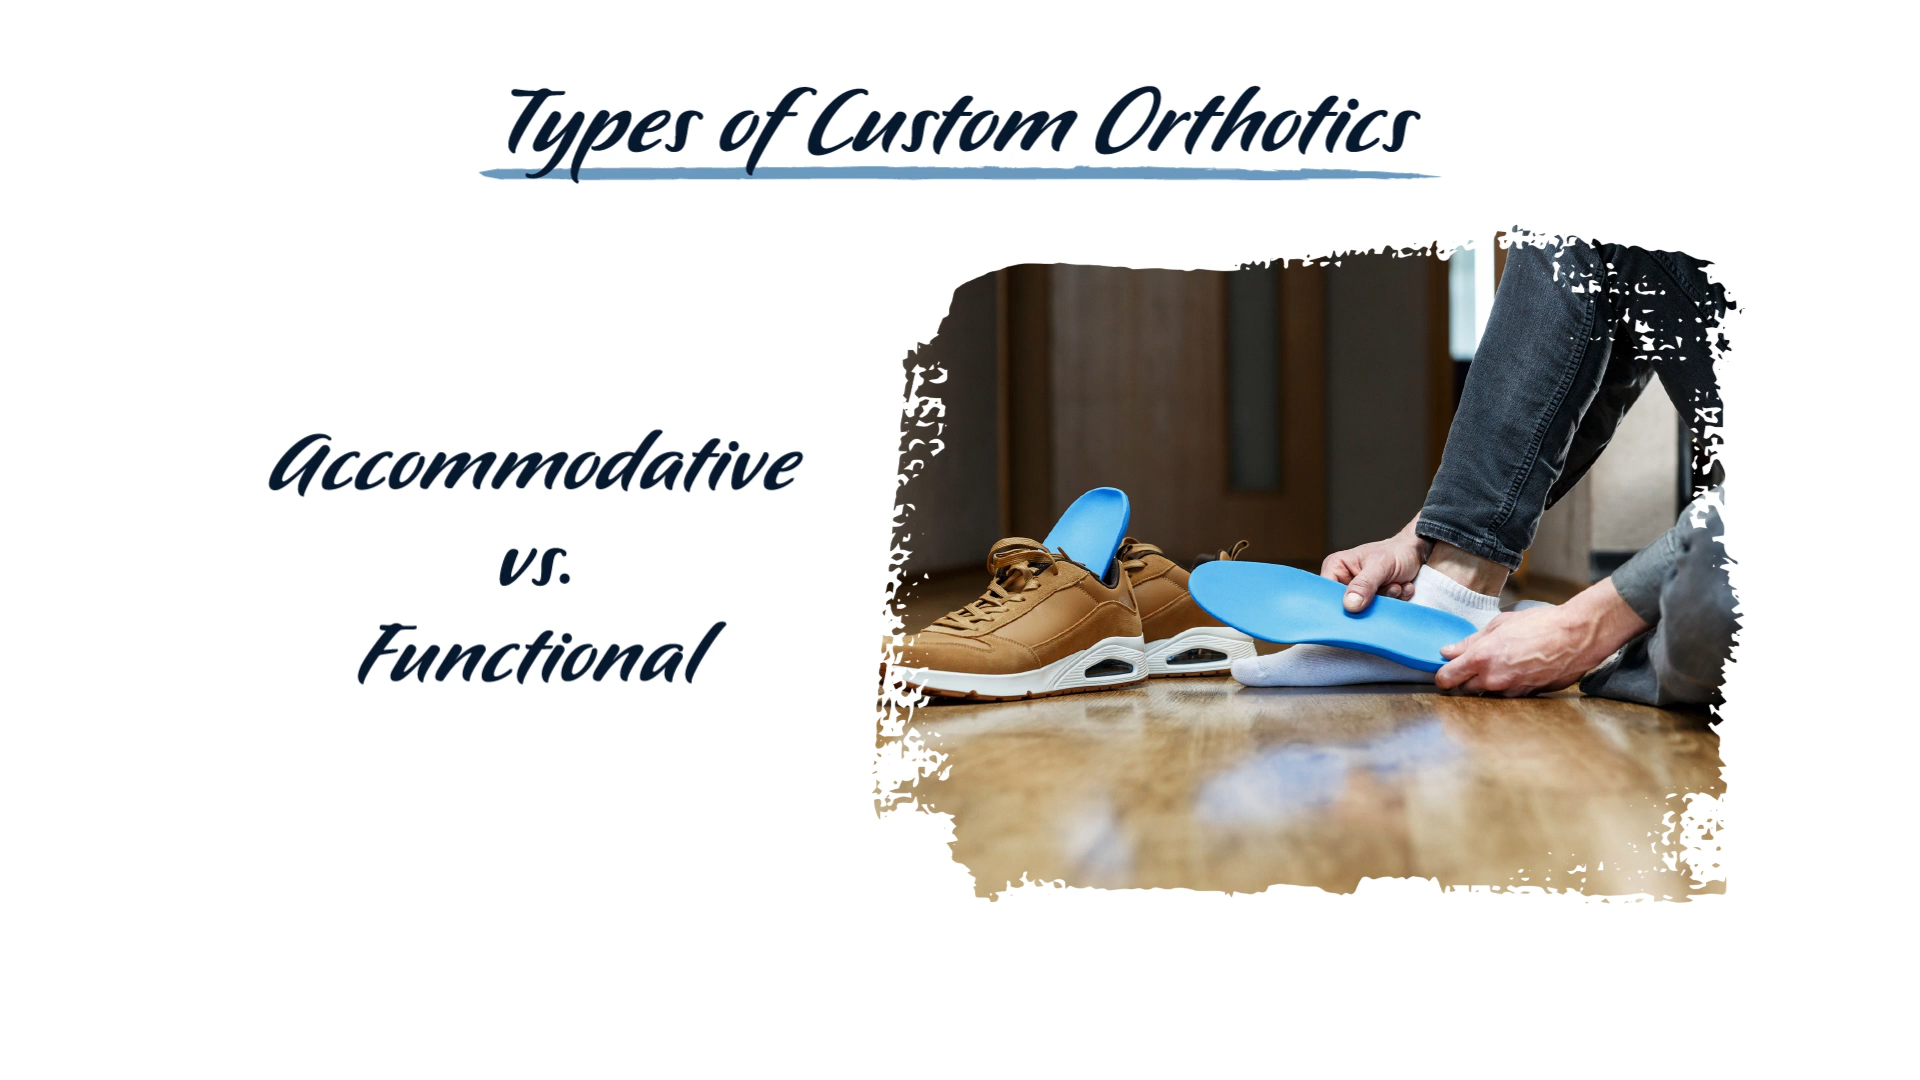 Types of Custom Orthotics
Accommodative
vs.
Functional